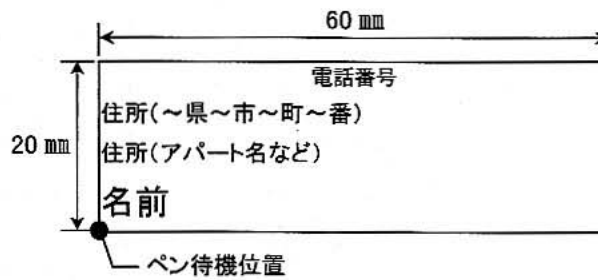 60 mm
電話番号
住所(~県~市~町~番)
20 mm
住所(アパート名など)
名前
ペン待機位置